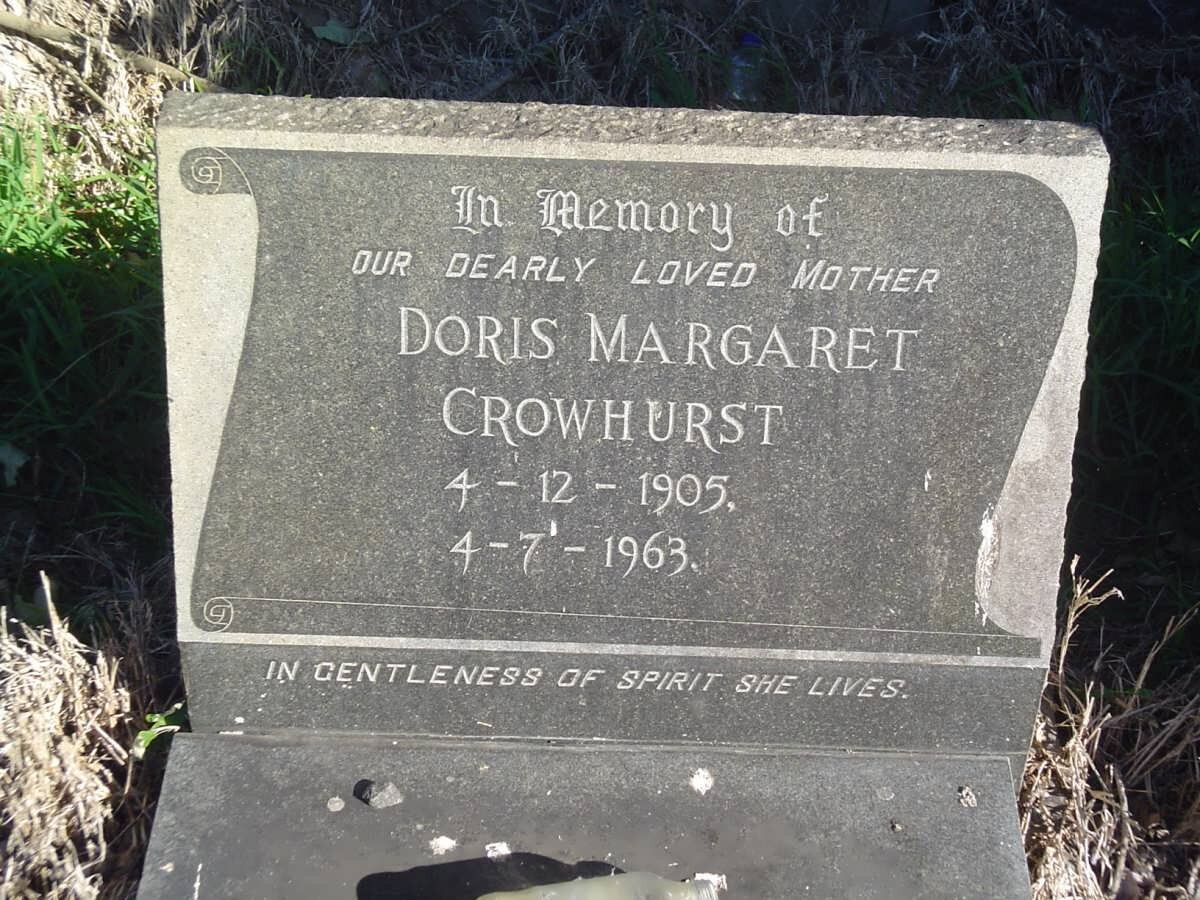 In Memory of
OUR DEARLY LOVED MOTHER
DORIS MARGARET
CROWHURST
4 - 12 - 1905,
4 - 7 - 1963.
IN GENTLENESS OF SPIRIT SHE LIVES.